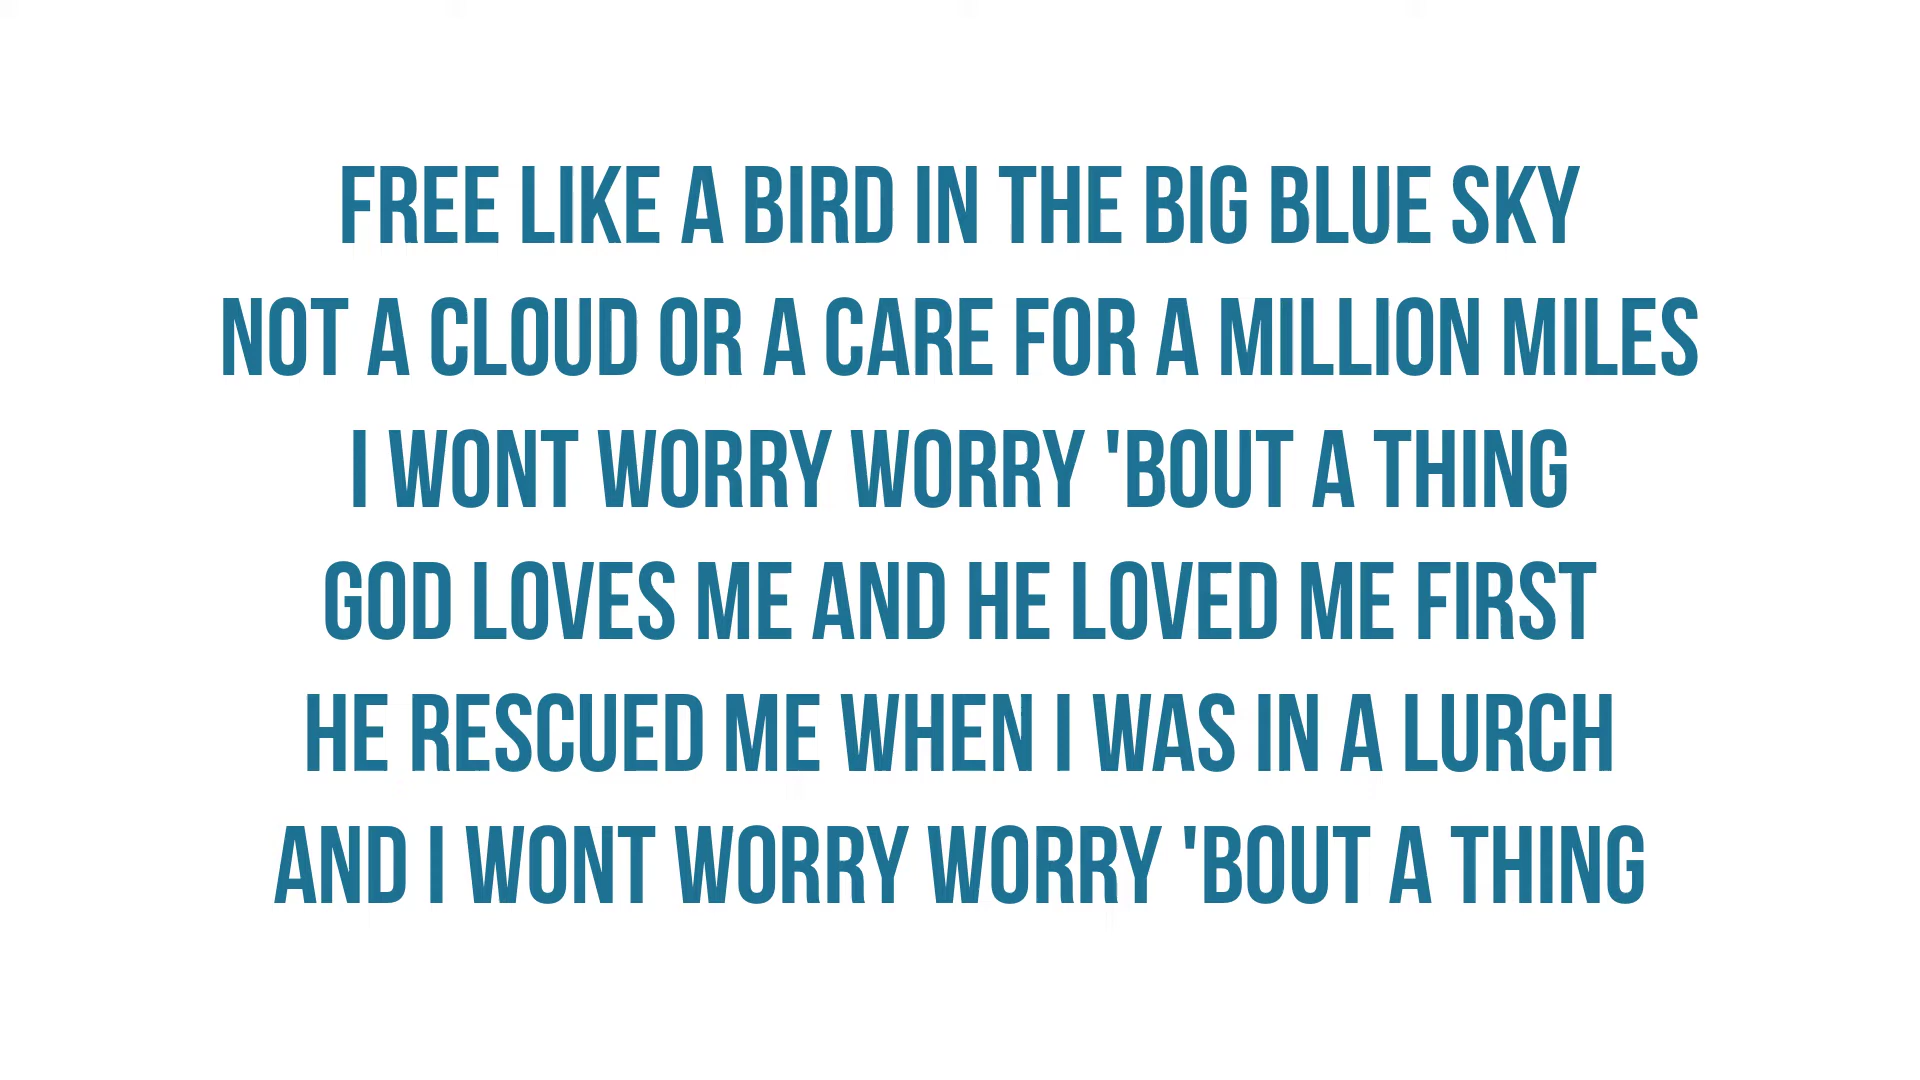 FREE LIKE A BIRD IN THE BIG BLUE SKY
NOT A CLOUD OR A CARE FOR A MILLION MILES
I WONT WORRY WORRY 'BOUT A THING
GOD LOVES ME AND HE LOVED ME FIRST
HE RESCUED ME WHEN I WAS IN A LURCH
AND I WONT WORRY WORRY 'BOUT A THING